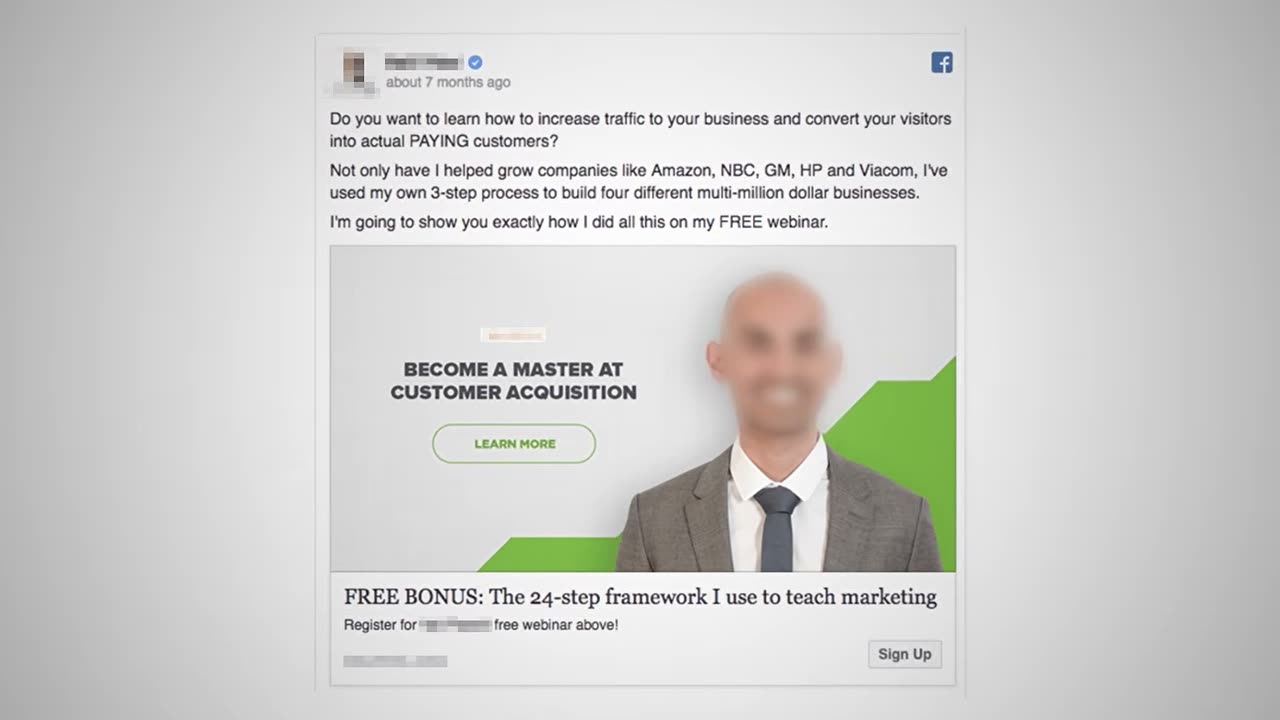 about 7 months ago
Do you want to learn how to increase traffic to your business and convert your visitors
into actual PAYING customers?
Not only have I helped grow companies like Amazon, NBC, GM, HP and Viacom, I've
used my own 3-step process to build four different multi-million dollar businesses.
I'm going to show you exactly how I did all this on my FREE webinar.
BECOME A MASTER AT
CUSTOMER ACQUISITION
LEARN MORE
FREE BONUS: The 24-step framework I use to teach marketing
Register for free webinar above!
Sign Up